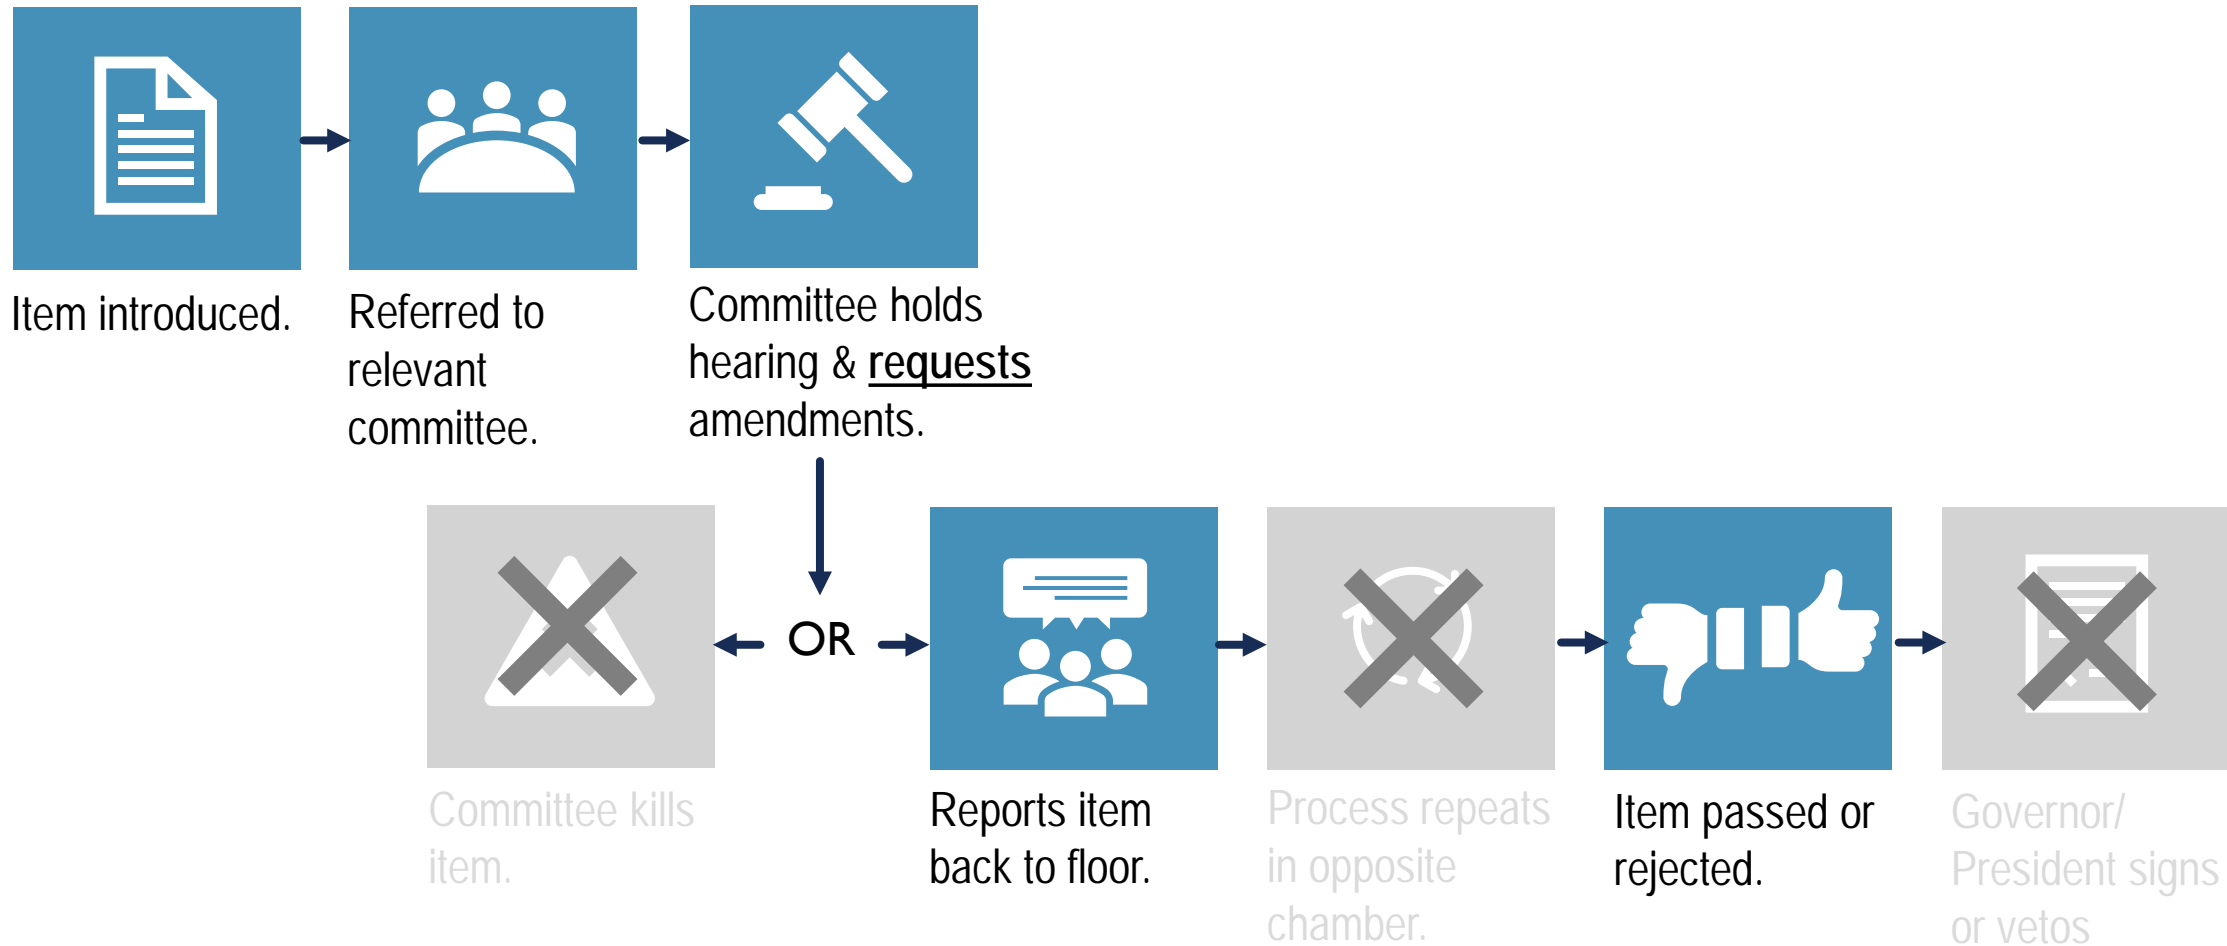 Item introduced.
Referred to
relevant
committee.
Committee holds
hearing & requests
amendments.
OR
Committee kills
item.
Reports item
back to floor.
Process repeats
in opposite
chamber.
Item passed or
rejected.
Governor/
President signs
or vetos